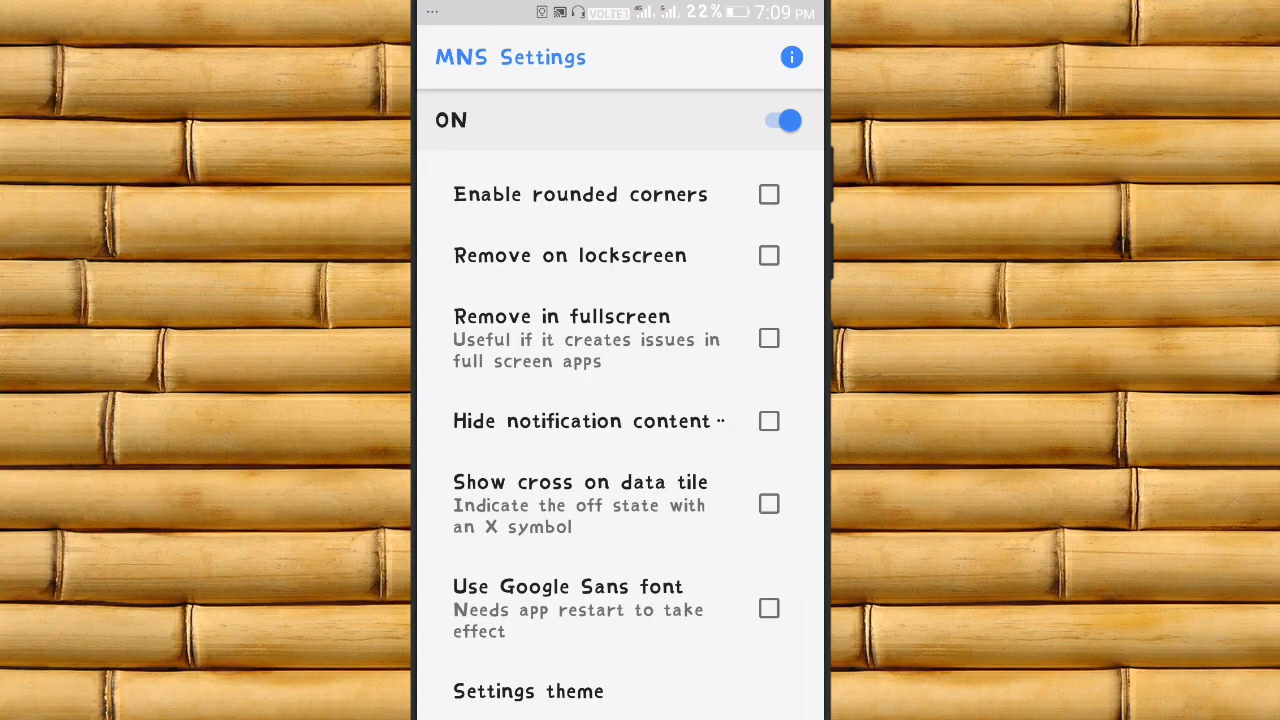 VOLTE1 4G G 22% 7:09 PM
MNS Settings
ON
Enable rounded corners
Remove on lockscreen
Remove in fullscreen
Useful if it creates issues in
full screen apps
Hide notification content ..
Show cross on data tile
Indicate the off state with
an X symbol
Use Google Sans font
Needs app restart to take
effect
Settings theme